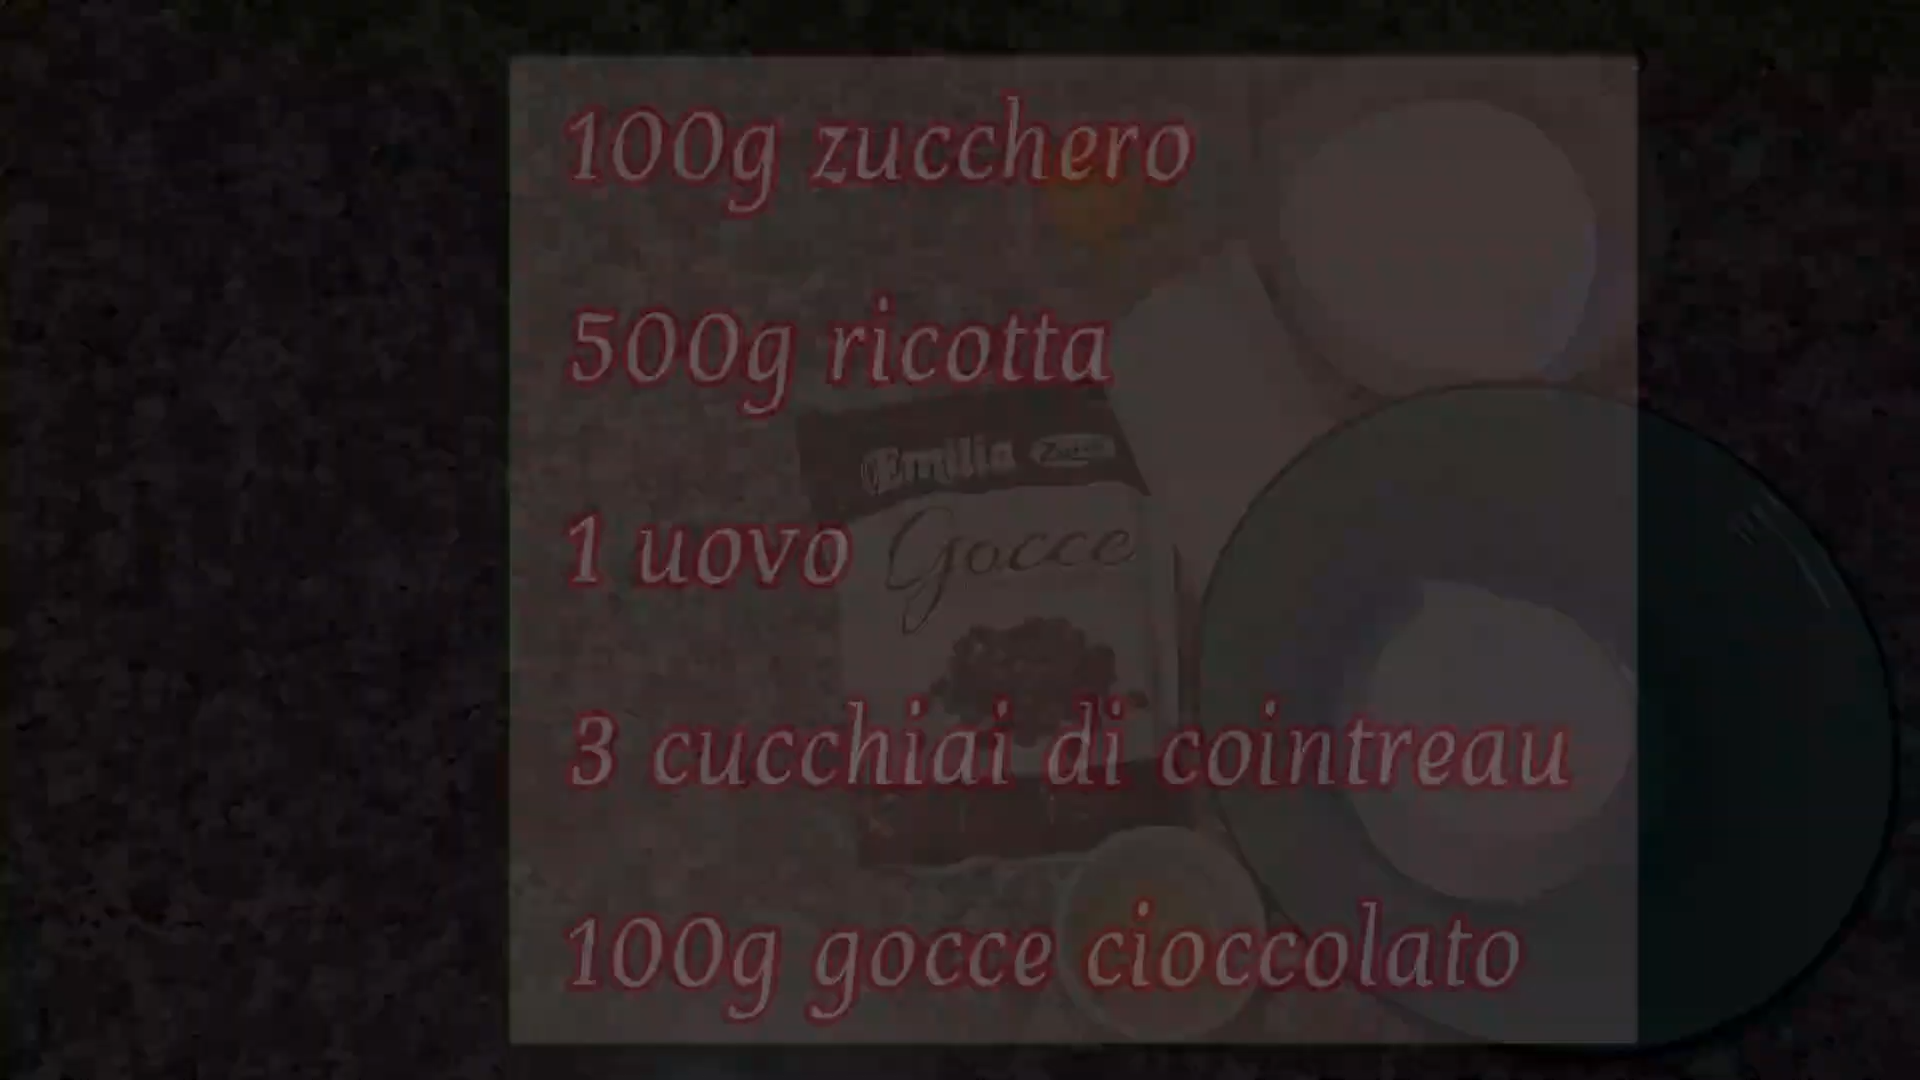 100g zucchero
500g ricotta
Emilia
1 uovo
Gocce
3 cucchiai di cointreau
100g gocce cioccolato